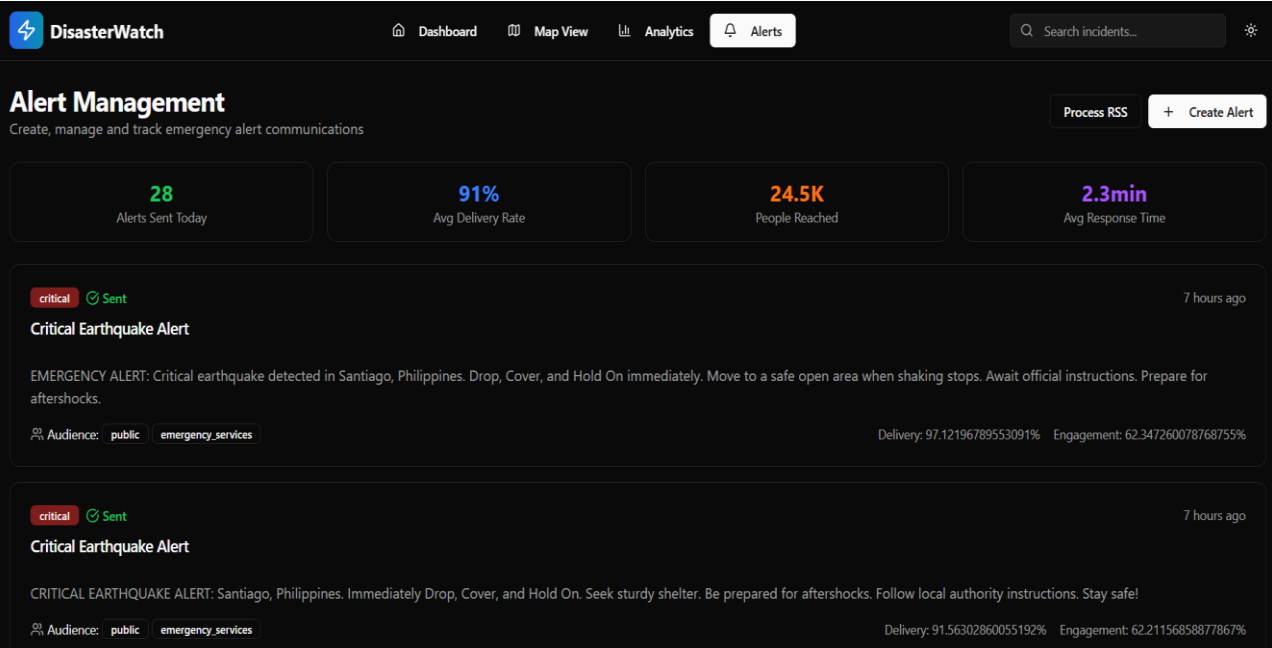 DisasterWatch
Dashboard
Map View
Analytics
Alerts
Search incidents...
Alert Management
Create, manage and track emergency alert communications
Process RSS
+ Create Alert
28
Alerts Sent Today
91%
Avg Delivery Rate
24.5K
People Reached
2.3min
Avg Response Time
critical Sent 7 hours ago
Critical Earthquake Alert
EMERGENCY ALERT: Critical earthquake detected in Santiago, Philippines. Drop, Cover, and Hold On immediately. Move to a safe open area when shaking stops. Await official instructions. Prepare for
aftershocks.
Audience: public emergency_services Delivery: 97.12196789553091% Engagement: 62.347260078768755%
critical Sent 7 hours ago
Critical Earthquake Alert
CRITICAL EARTHQUAKE ALERT: Santiago, Philippines. Immediately Drop, Cover, and Hold On. Seek sturdy shelter. Be prepared for aftershocks. Follow local authority instructions. Stay safe!
Audience: public emergency_services Delivery: 91.56302860055192% Engagement: 62.21156858877867%